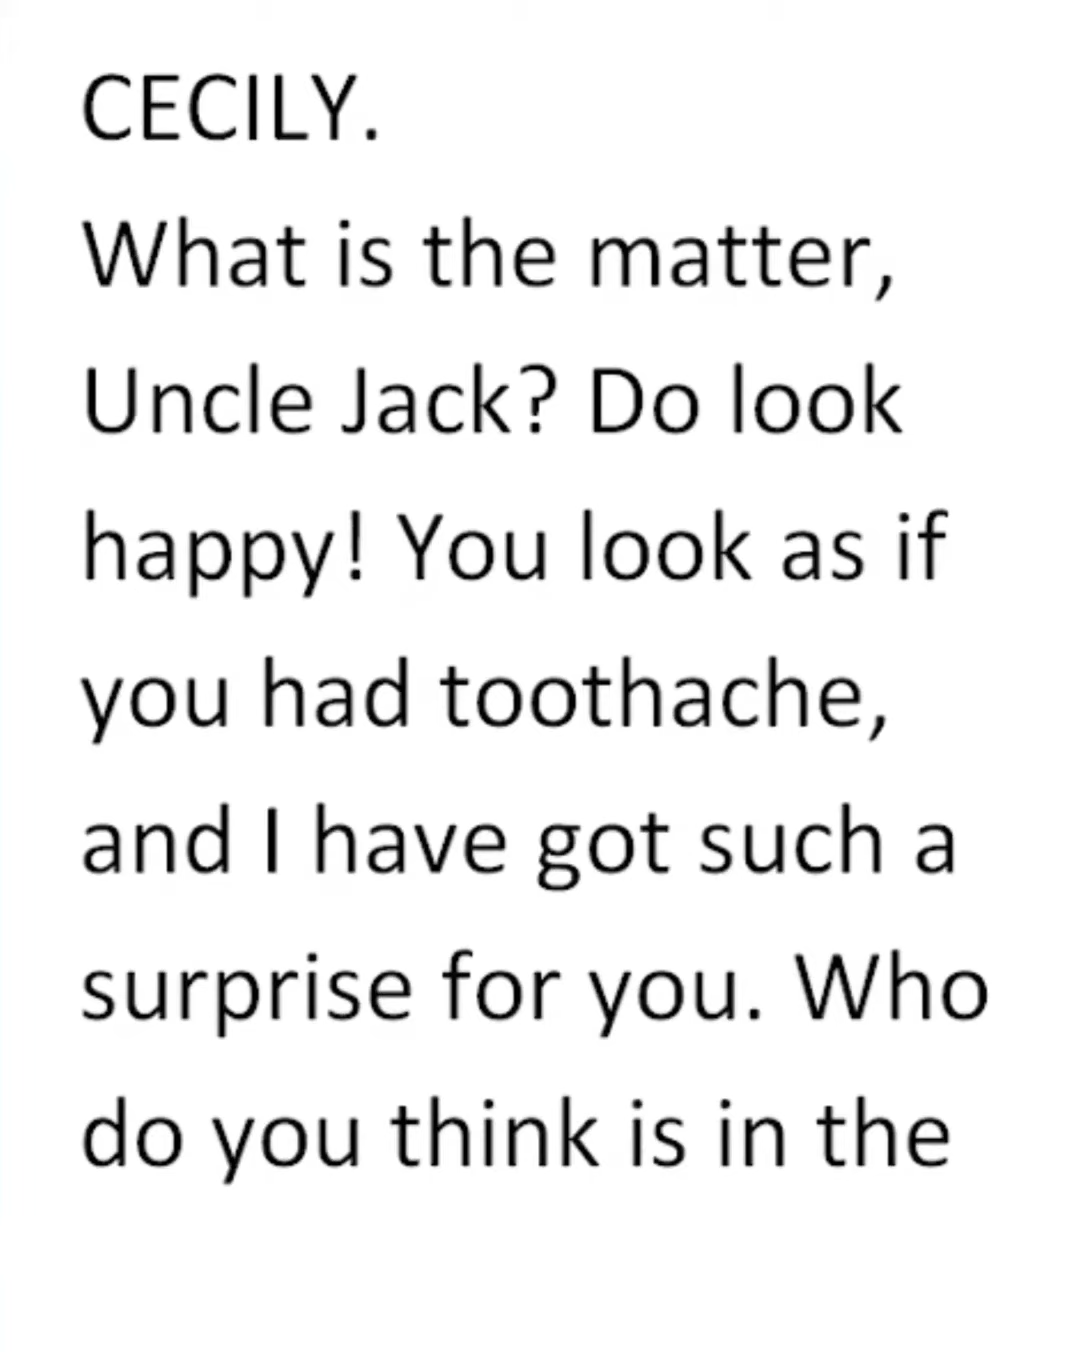 CECILY.
What is the matter,
Uncle Jack? Do look
happy! You look as if
you had toothache,
and I have got such a
surprise for you. Who
do you think is in the